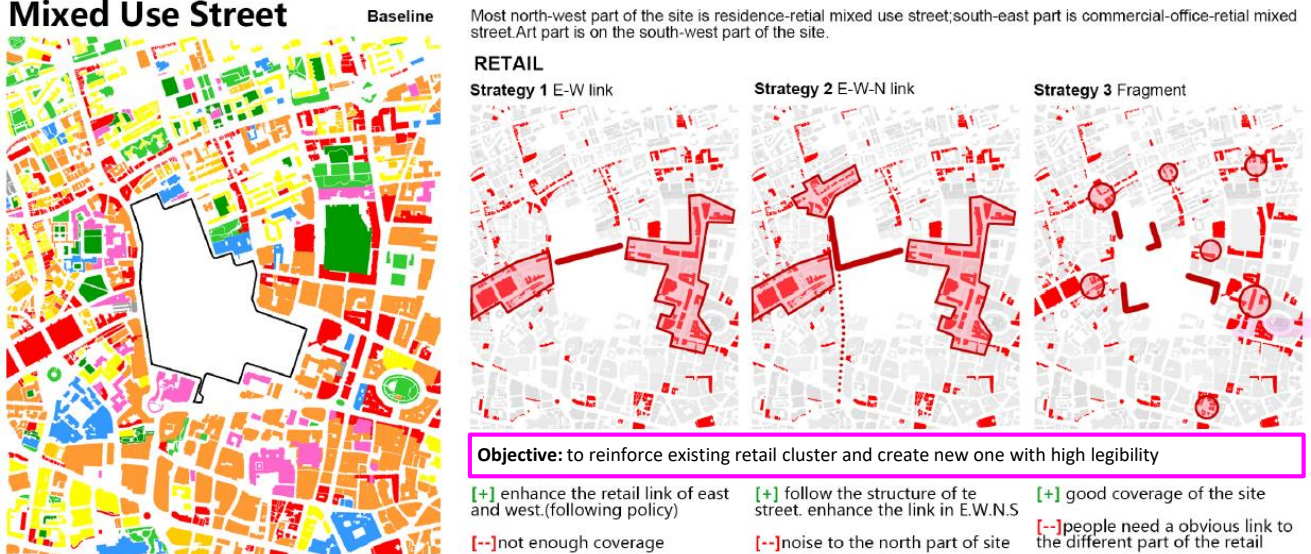 Mixed Use Street
Baseline
Most north-west part of the site is residence-retial mixed use street;south-east part is commercial-office-retial mixed
street.Art part is on the south-west part of the site.
RETAIL
Strategy 1 E-W link
Strategy 2 E-W-N link
Strategy 3 Fragment
Objective: to reinforce existing retail cluster and create new one with high legibility
[+] enhance the retail link of east
and west.(following policy)
[--]not enough coverage
[+] follow the structure of te
street. enhance the link in E.W.N.S
[--]noise to the north part of site
[+] good coverage of the site
[--]people need a obvious link to
the different part of the retail